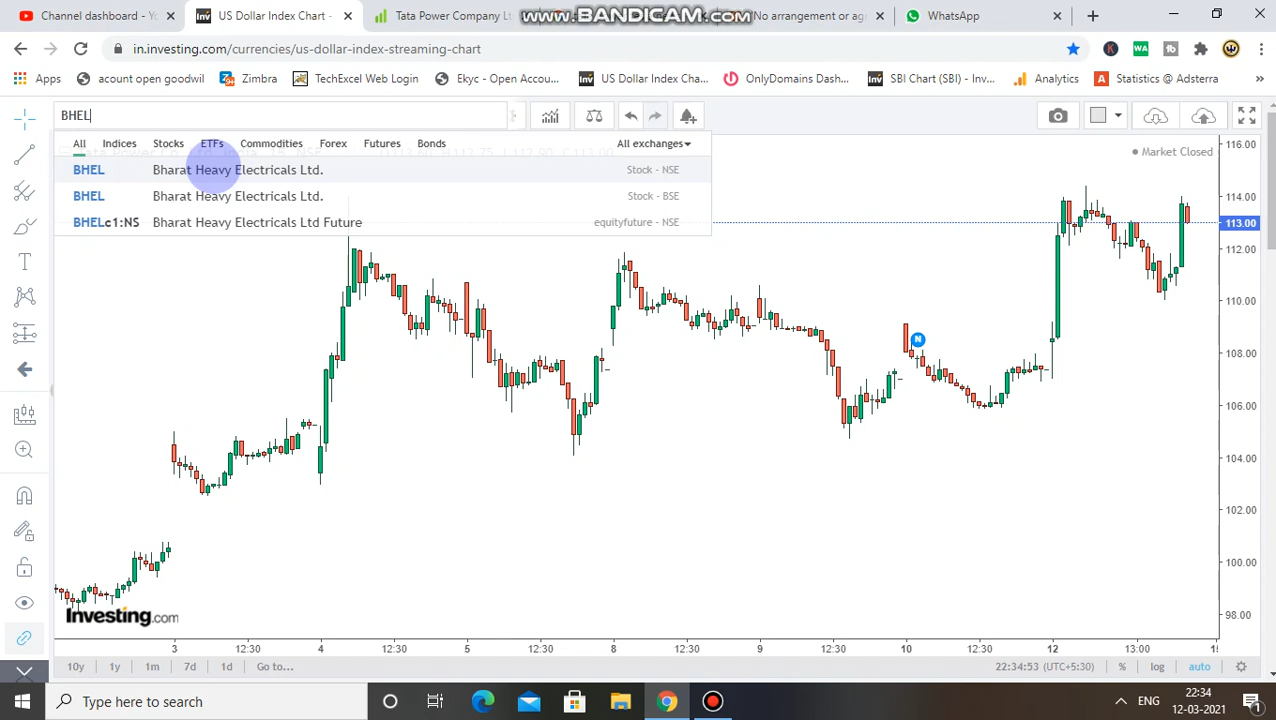 Channel dashboard -
US Dollar Index Chart -
Tata Power Company Lt
www.BANDICAM.com
No arrangement or ag
WhatsApp
in.investing.com/currencies/us-dollar-index-streaming-chart
Apps
acount open goodwil
Zimbra
TechExcel Web Login
Ekyc - Open Accou...
US Dollar Index Cha...
OnlyDomains Dash...
SBI Chart (SBI) - Inv...
Analytics
Statistics @ Adsterra
BHEL
All
Indices
Stocks
ETFs
Commodities
Forex
Futures
Bonds
All exchanges
Market Closed
BHEL Bharat Heavy Electricals Ltd. Stock - NSE
BHEL Bharat Heavy Electricals Ltd. Stock - BSE
BHELc1:NS Bharat Heavy Electricals Ltd Future equityfuture - NSE
116.00
114.00
113.00
112.00
110.00
108.00
106.00
104.00
102.00
100.00
98.00
N
Investing.com
3 12:30 4 12:30 5 12:30 8 12:30 9 12:30 10 12:30 12 13:00
10y 1y 1m 7d 1d Go to... 22:34:53 (UTC+5:30) % log auto
Type here to search
ENG
22:34
12-03-2021